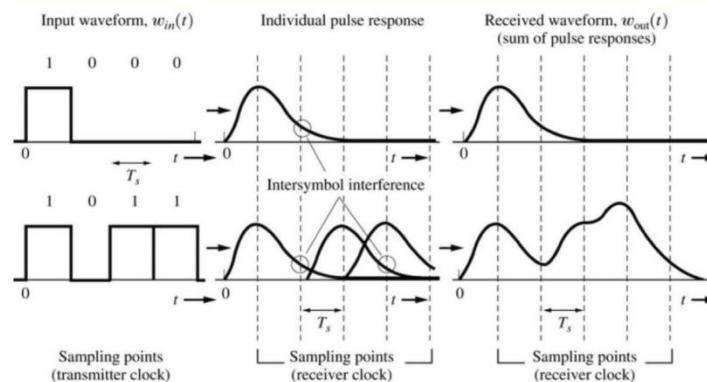 Input waveform, w_in(t)
Individual pulse response
Received waveform, w_out(t)
(sum of pulse responses)
1 0 0 0
0
t
T_s
0
t
0
t
Intersymbol interference
1 0 1 1
0
t
0
t
T_s
0
t
T_s
Sampling points
(transmitter clock)
Sampling points
(receiver clock)
Sampling points
(receiver clock)